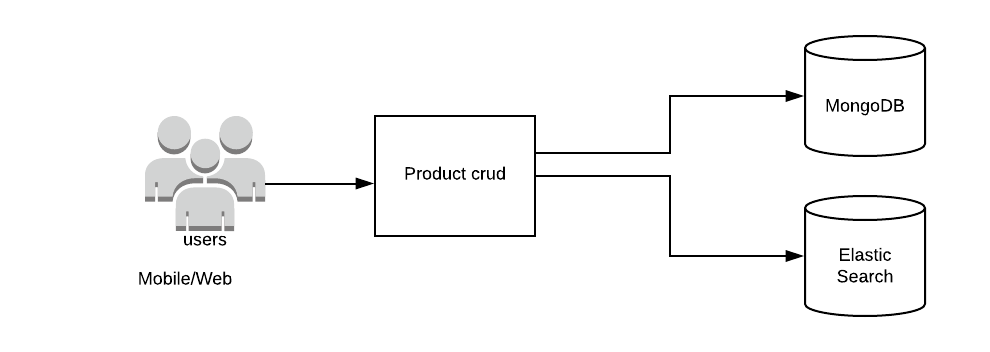 users
Mobile/Web
Product crud
MongoDB
Elastic
Search